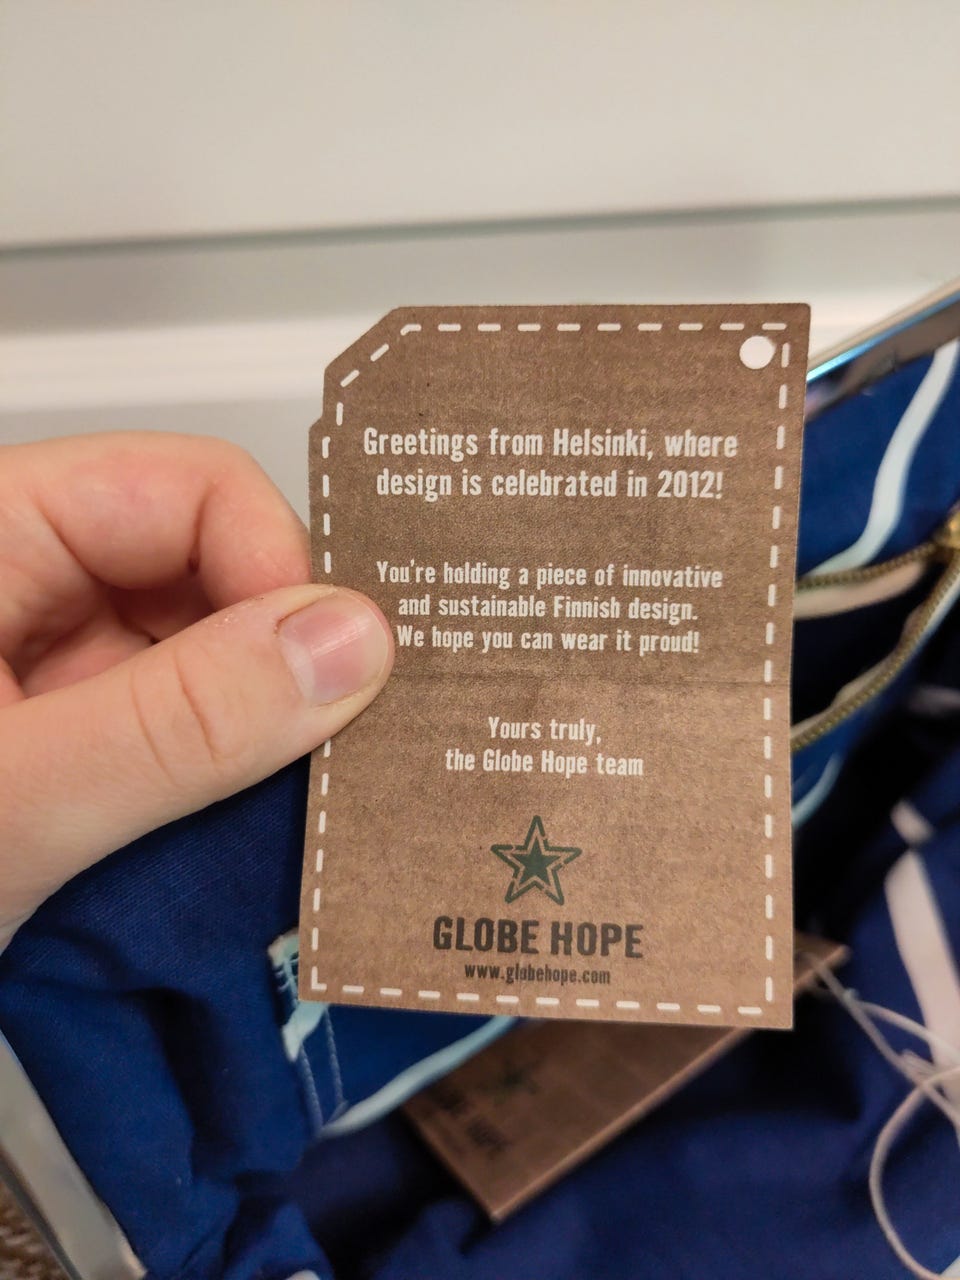 Greetings from Helsinki, where
design is celebrated in 2012!
You're holding a piece of innovative
and sustainable Finnish design.
We hope you can wear it proud!
Yours truly,
the Globe Hope team
GLOBE HOPE
www.globehope.com
HOPE